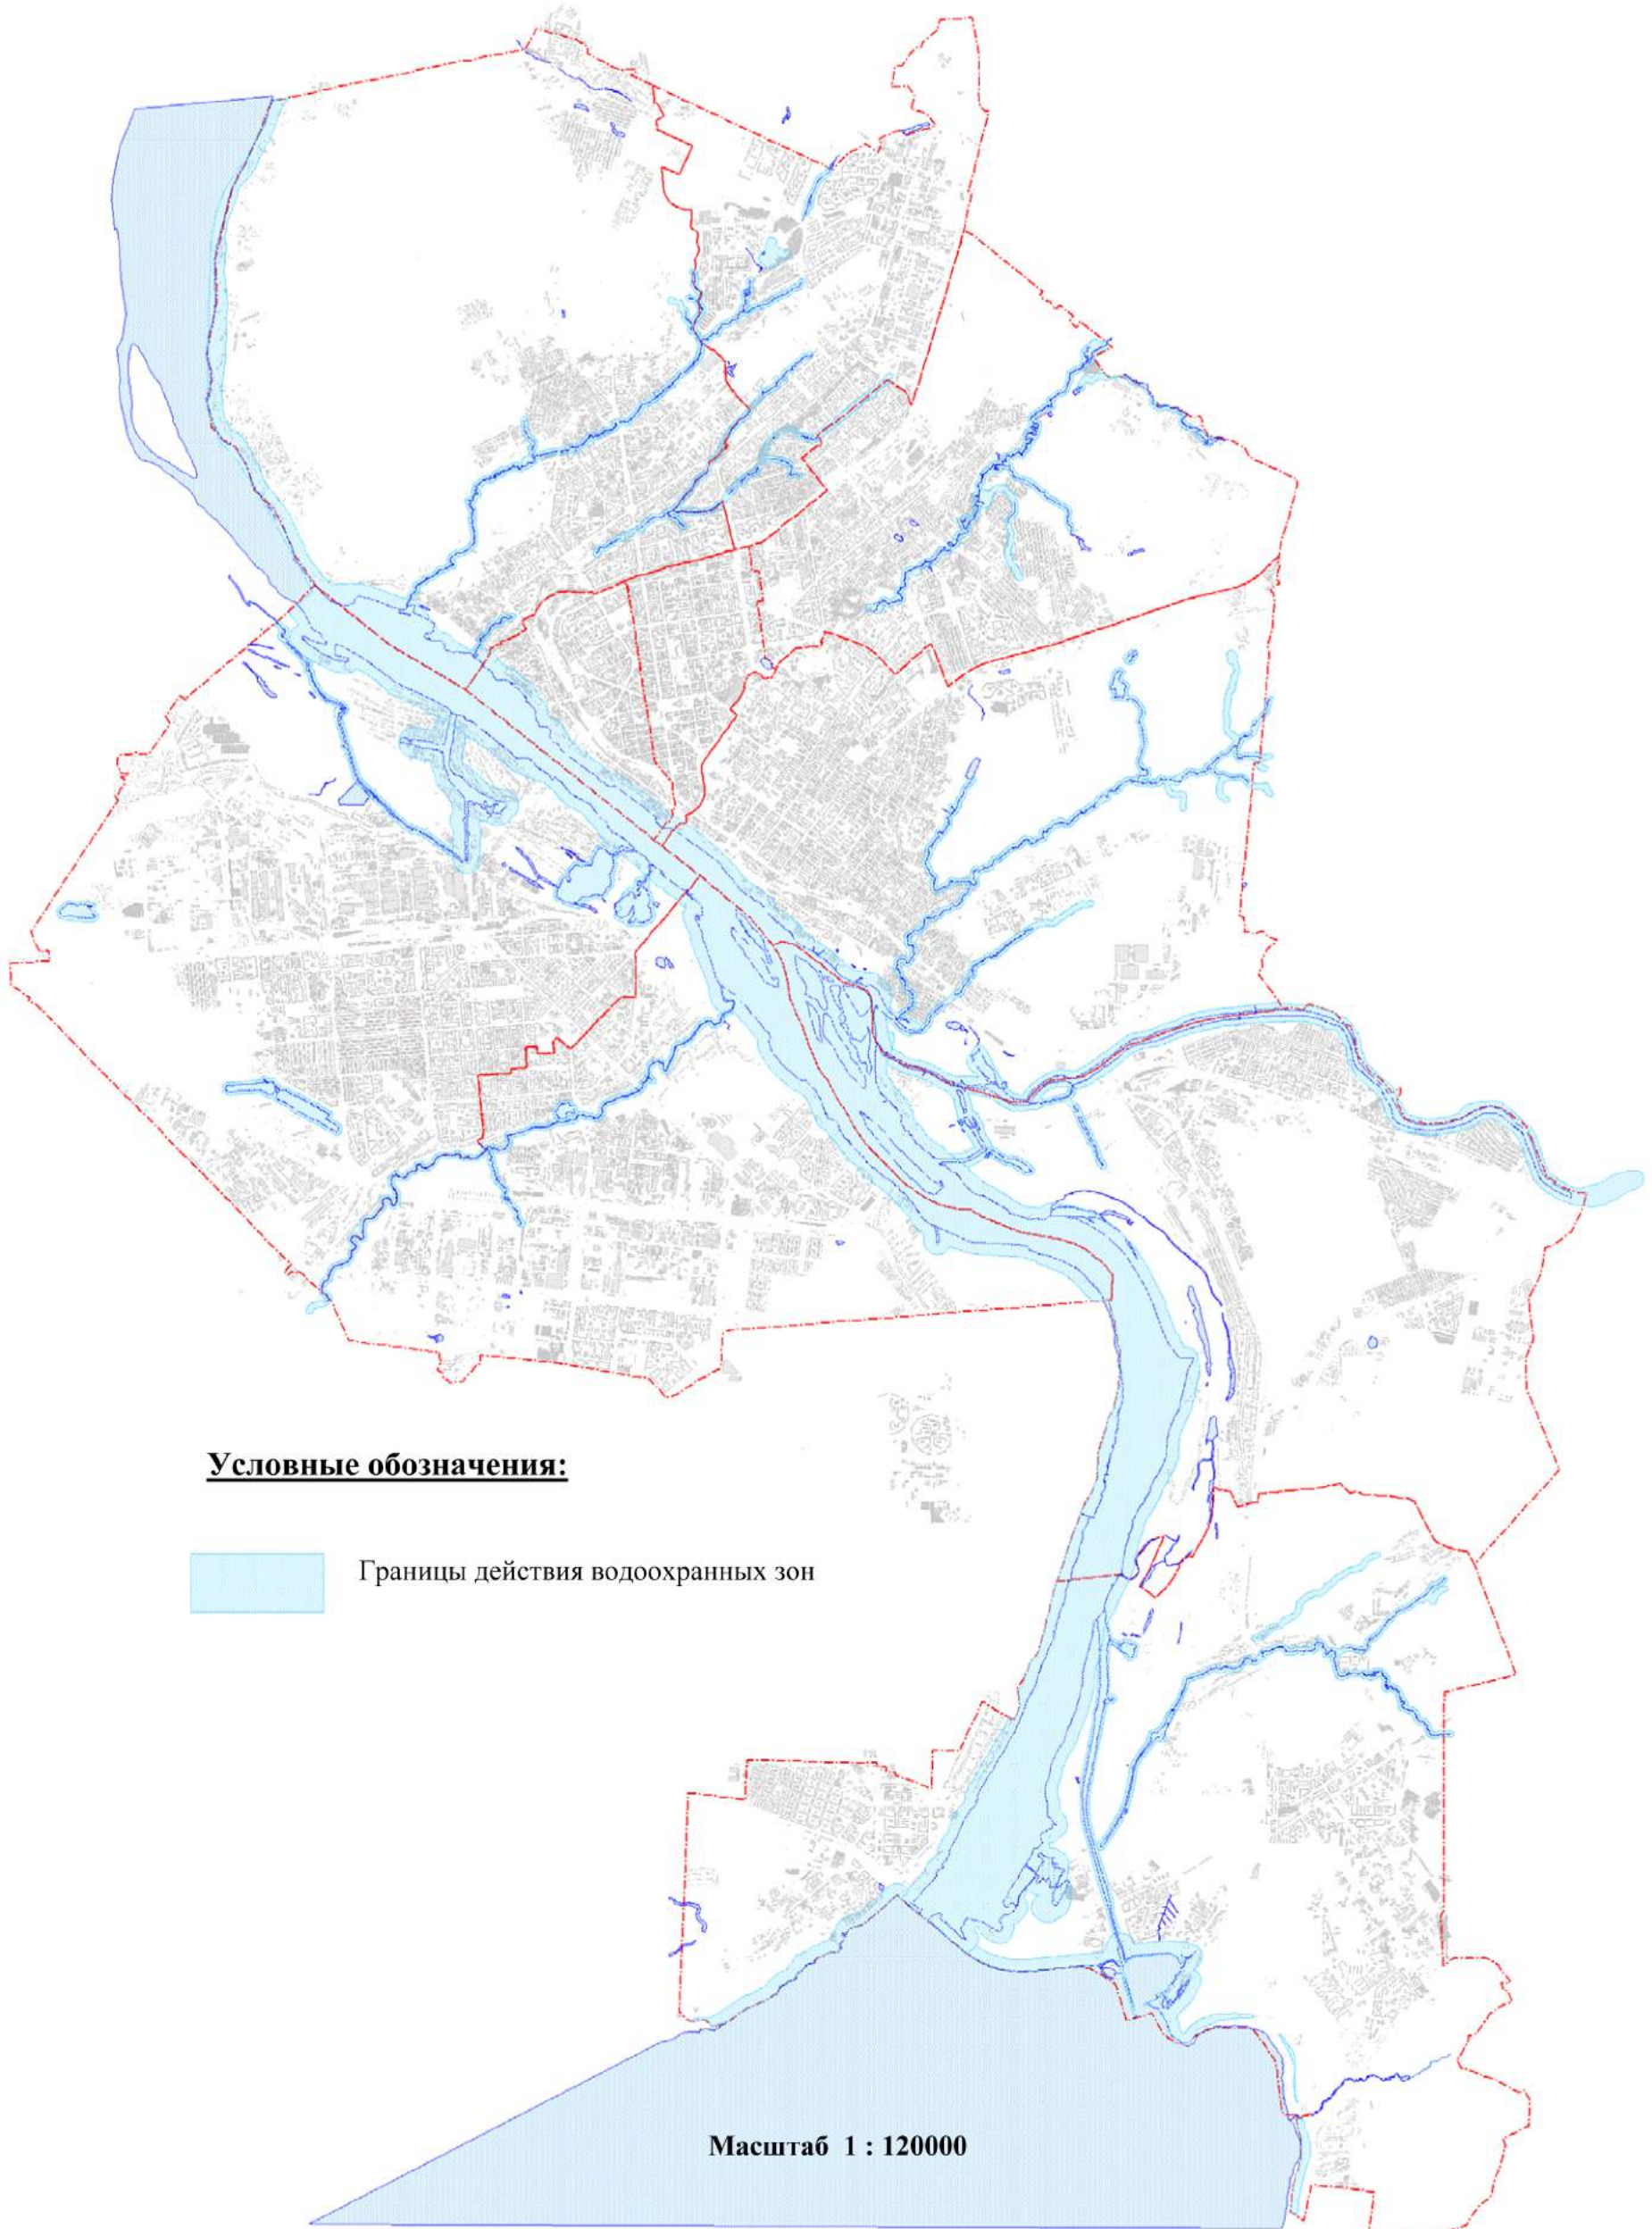 Условные обозначения:
Границы действия водоохранных зон
Масштаб 1 : 120000